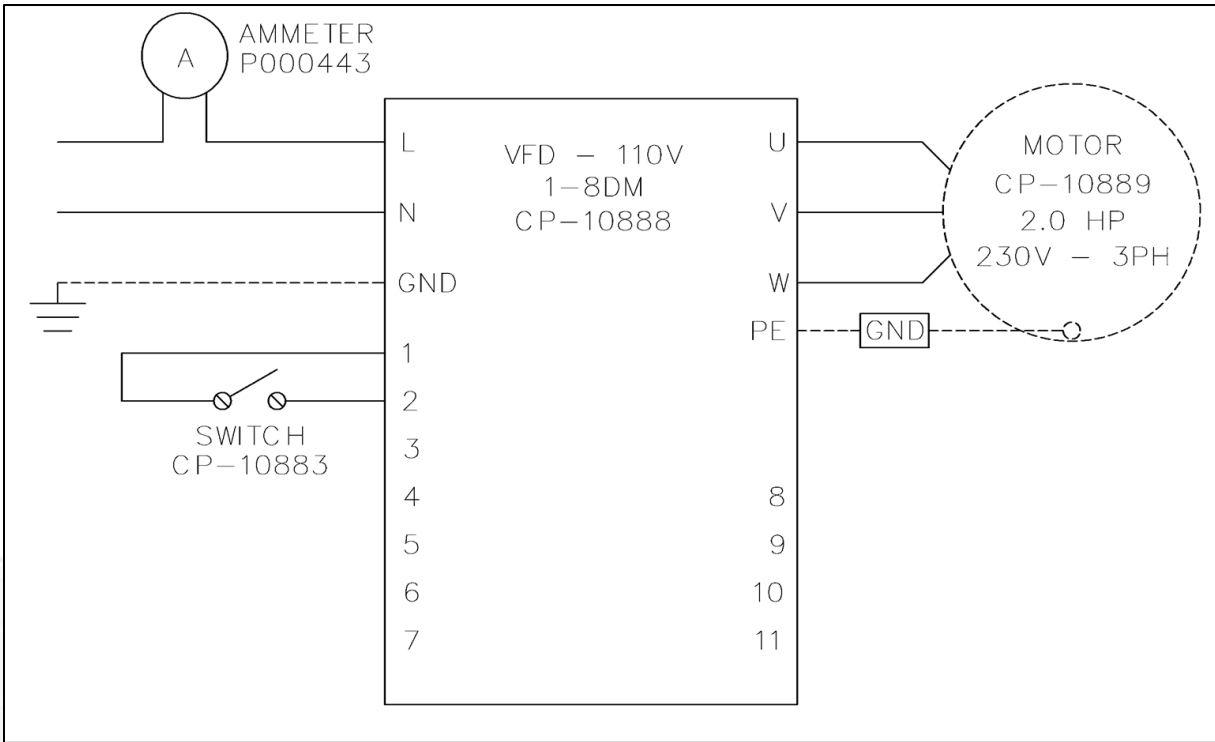 AMMETER
P000443
A
L
VFD – 110V
1–8DM
CP–10888
U
MOTOR
CP–10889
2.0 HP
230V – 3PH
N
V
GND
W
PE
GND
1
2
SWITCH
CP–10883
3
4
5
6
7
8
9
10
11